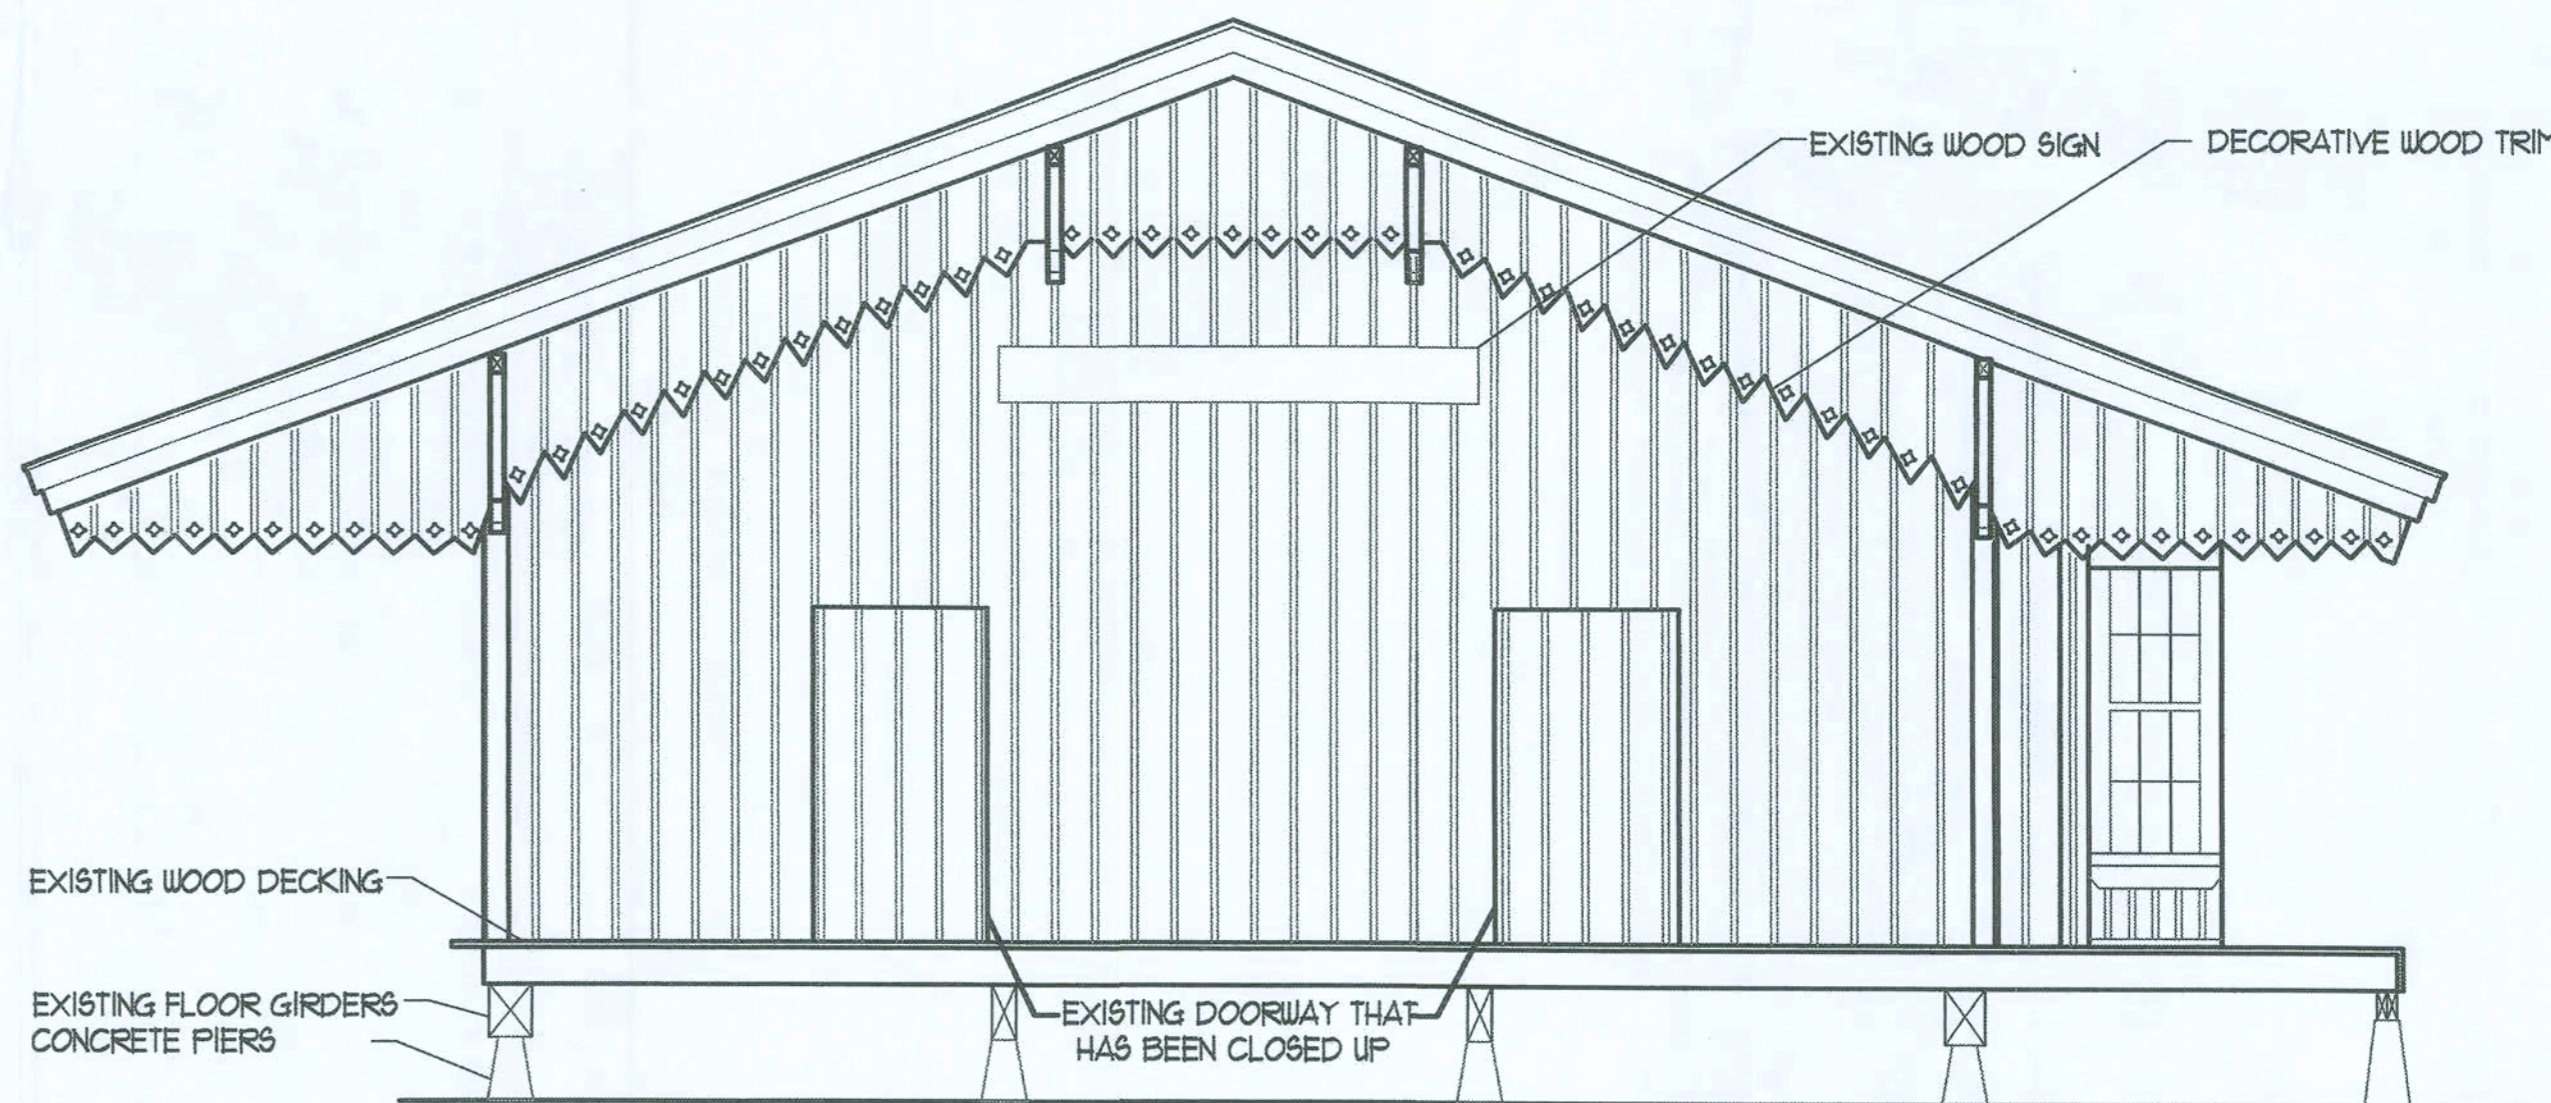 EXISTING WOOD SIGN
DECORATIVE WOOD TRIM
EXISTING WOOD DECKING
EXISTING FLOOR GIRDERS
CONCRETE PIERS
EXISTING DOORWAY THAT
HAS BEEN CLOSED UP